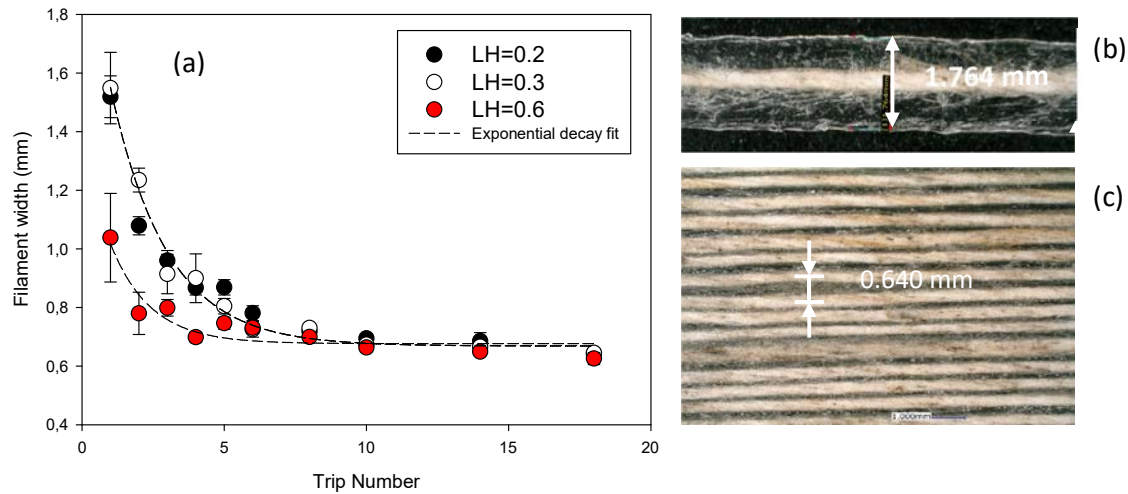 1,8
1,6
1,4
1,2
1,0
0,8
0,6
0,4
0
5
10
15
20
Filament width (mm)
Trip Number
(a)
LH=0.2
LH=0.3
LH=0.6
Exponential decay fit
1.764 mm
(b)
0.640 mm
1.000mm
(c)